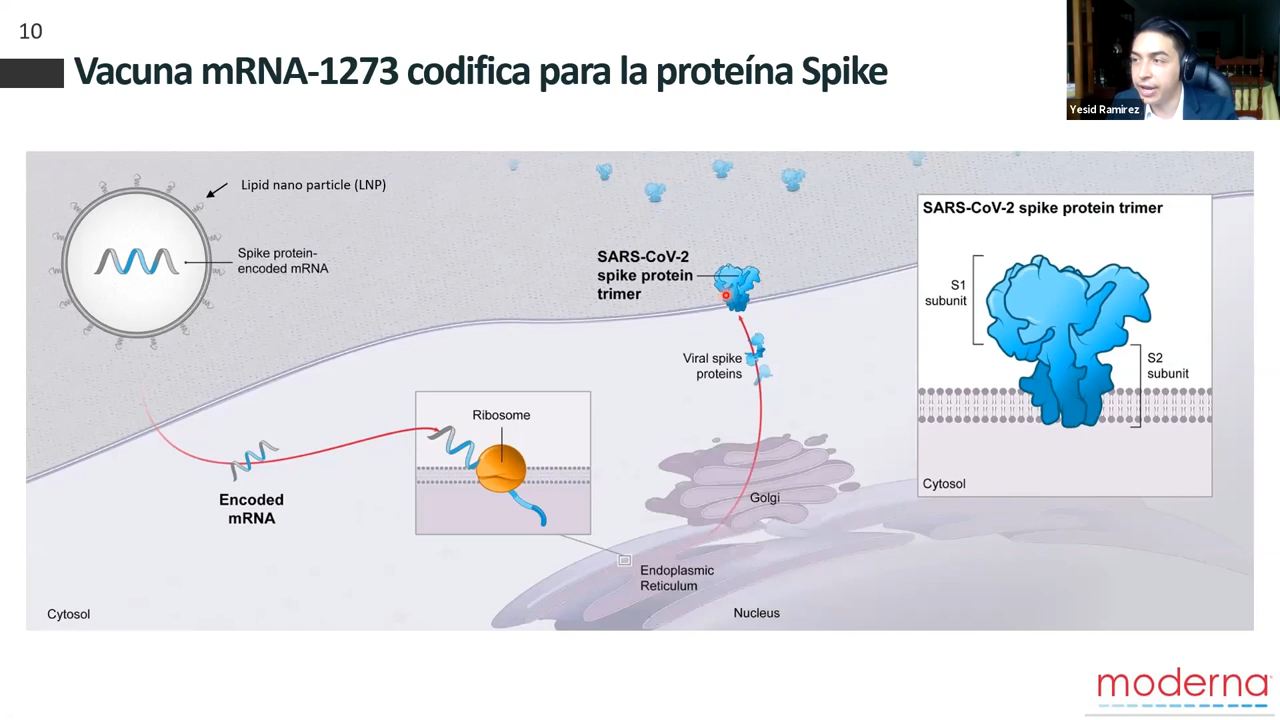 10
Vacuna mRNA-1273 codifica para la proteína Spike
Yesid Ramirez
Lipid nano particle (LNP)
Spike protein-
encoded mRNA
SARS-CoV-2
spike protein
trimer
Viral spike
proteins
Ribosome
Encoded
mRNA
Golgi
Endoplasmic
Reticulum
Nucleus
Cytosol
SARS-CoV-2 spike protein trimer
S1
subunit
S2
subunit
Cytosol
moderna